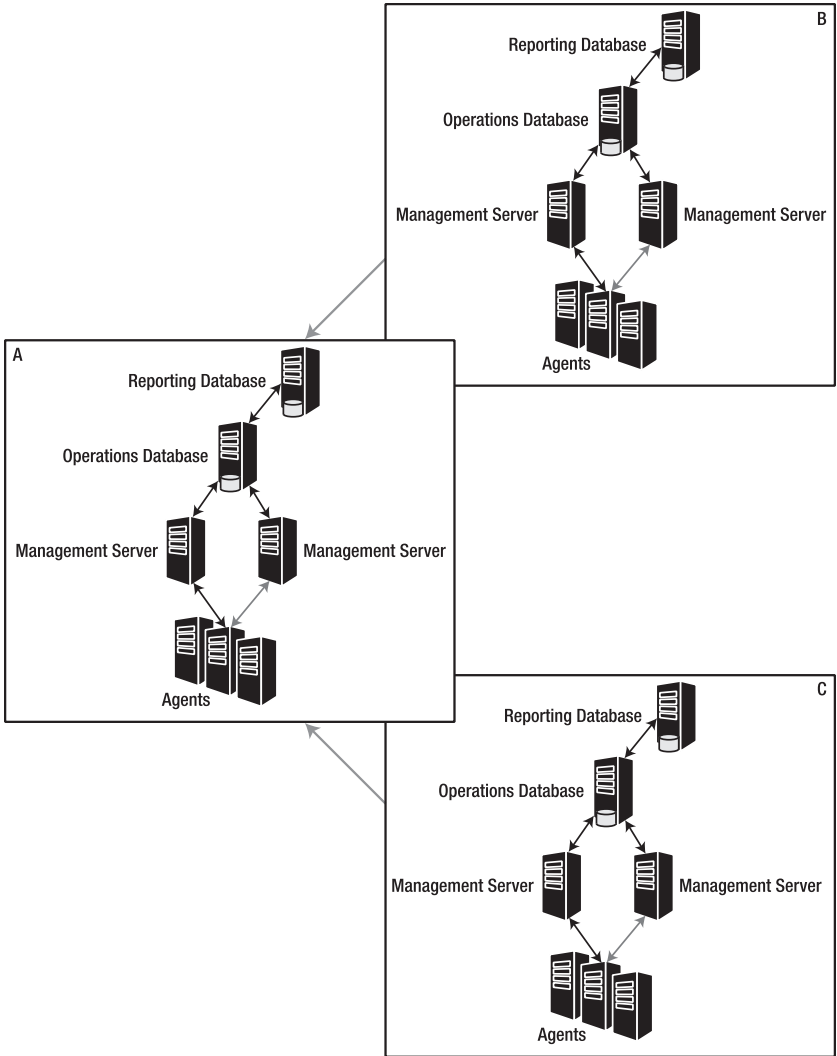 B
Reporting Database
Operations Database
Management Server
Management Server
Agents
A
Reporting Database
Operations Database
Management Server
Management Server
Agents
C
Reporting Database
Operations Database
Management Server
Management Server
Agents